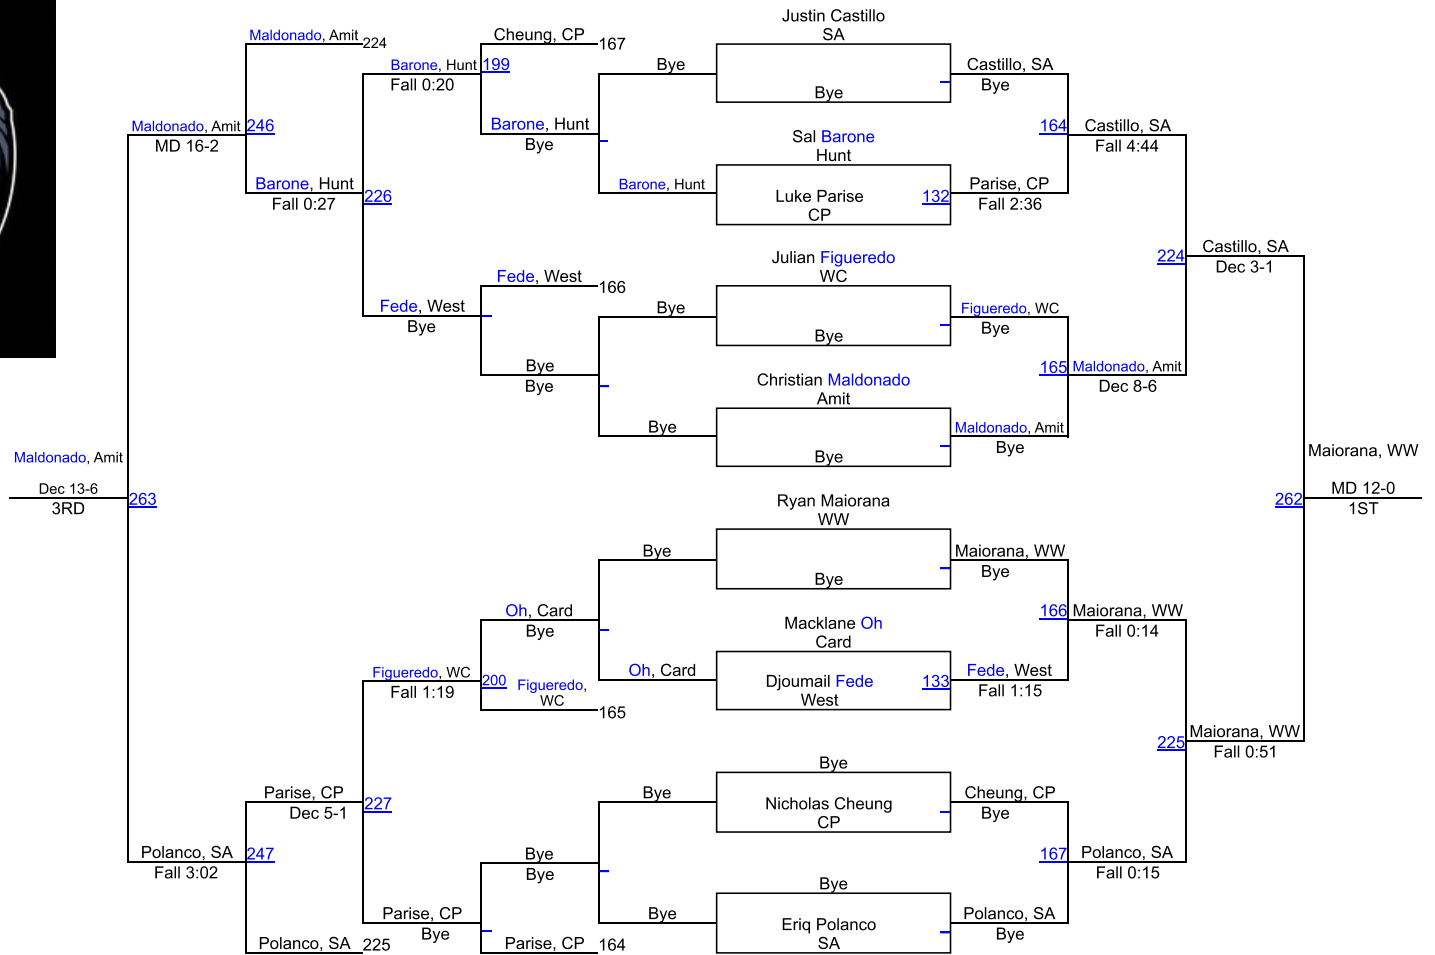 Justin Castillo
SA
Maldonado, Amit
224
Cheung, CP
167
Barone, Hunt
199
Fall 0:20
Bye
Bye
Castillo, SA
Bye
Maldonado, Amit
246
MD 16-2
Barone, Hunt
Bye
Sal Barone
Hunt
164
Castillo, SA
Fall 4:44
Barone, Hunt
Fall 0:27
226
Barone, Hunt
Luke Parise
CP
132
Parise, CP
Fall 2:36
Julian Figueredo
WC
224
Castillo, SA
Dec 3-1
Fede, West
166
Fede, West
Bye
Bye
Bye
Figueredo, WC
Bye
Bye
Bye
Christian Maldonado
Amit
165
Maldonado, Amit
Dec 8-6
Bye
Bye
Maldonado, Amit
Bye
Maldonado, Amit
Dec 13-6
3RD
263
Maiorana, WW
262
MD 12-0
1ST
Ryan Maiorana
WW
Bye
Bye
Maiorana, WW
Bye
Oh, Card
Bye
Macklane Oh
Card
166
Maiorana, WW
Fall 0:14
Figueredo, WC
Fall 1:19
200
Figueredo,
WC
165
Oh, Card
Djoumail Fede
West
133
Fede, West
Fall 1:15
225
Maiorana, WW
Fall 0:51
Bye
Parise, CP
Dec 5-1
227
Bye
Nicholas Cheung
CP
Cheung, CP
Bye
Polanco, SA
247
Fall 3:02
Bye
Bye
167
Polanco, SA
Fall 0:15
Bye
Parise, CP
Bye
Bye
Eriq Polanco
SA
Polanco, SA
Bye
Polanco, SA
225
Parise, CP
164